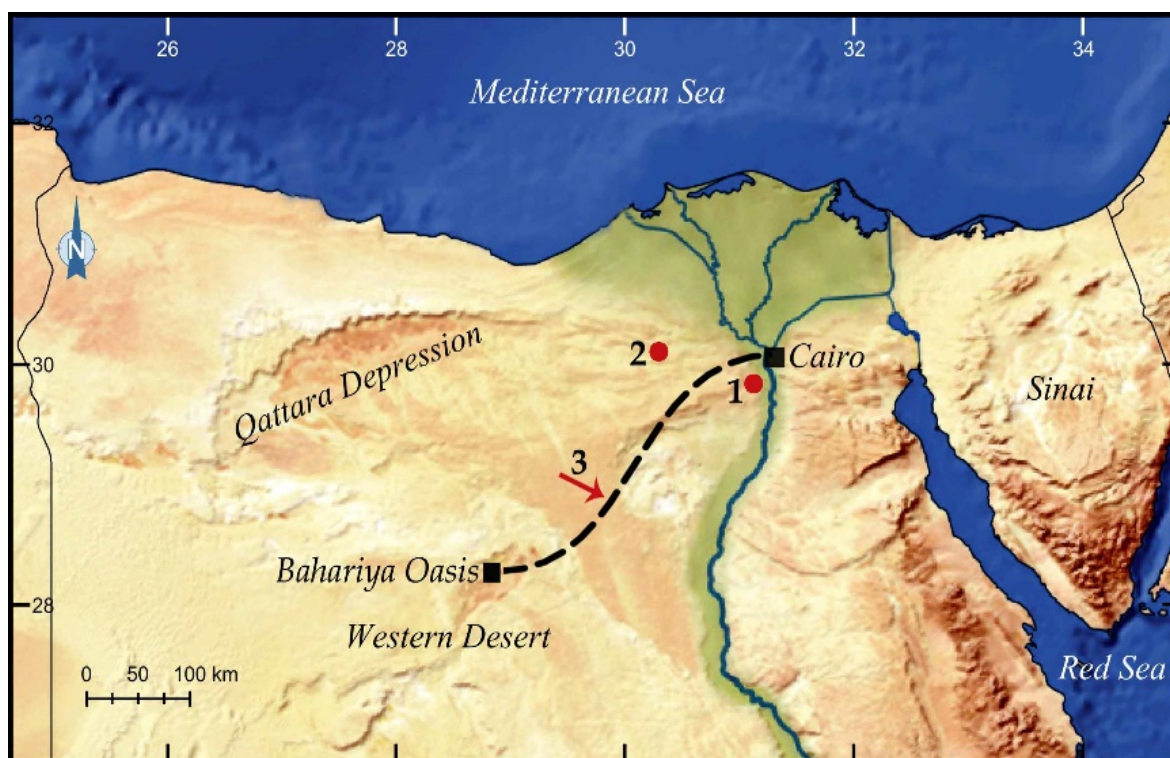 26 28 30 32 34
Mediterranean Sea
32
N
30
2
Cairo
1
Qattara Depression
Sinai
3
Bahariya Oasis
28
Western Desert
Red Sea
0 50 100 km